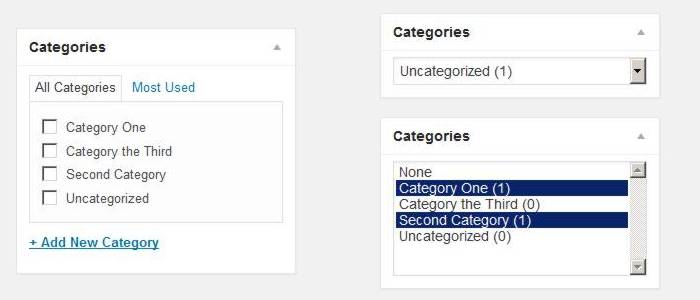 Categories
All Categories Most Used
Category One
Category the Third
Second Category
Uncategorized
+ Add New Category
Categories
Uncategorized (1)
Categories
None
Category One (1)
Category the Third (0)
Second Category (1)
Uncategorized (0)